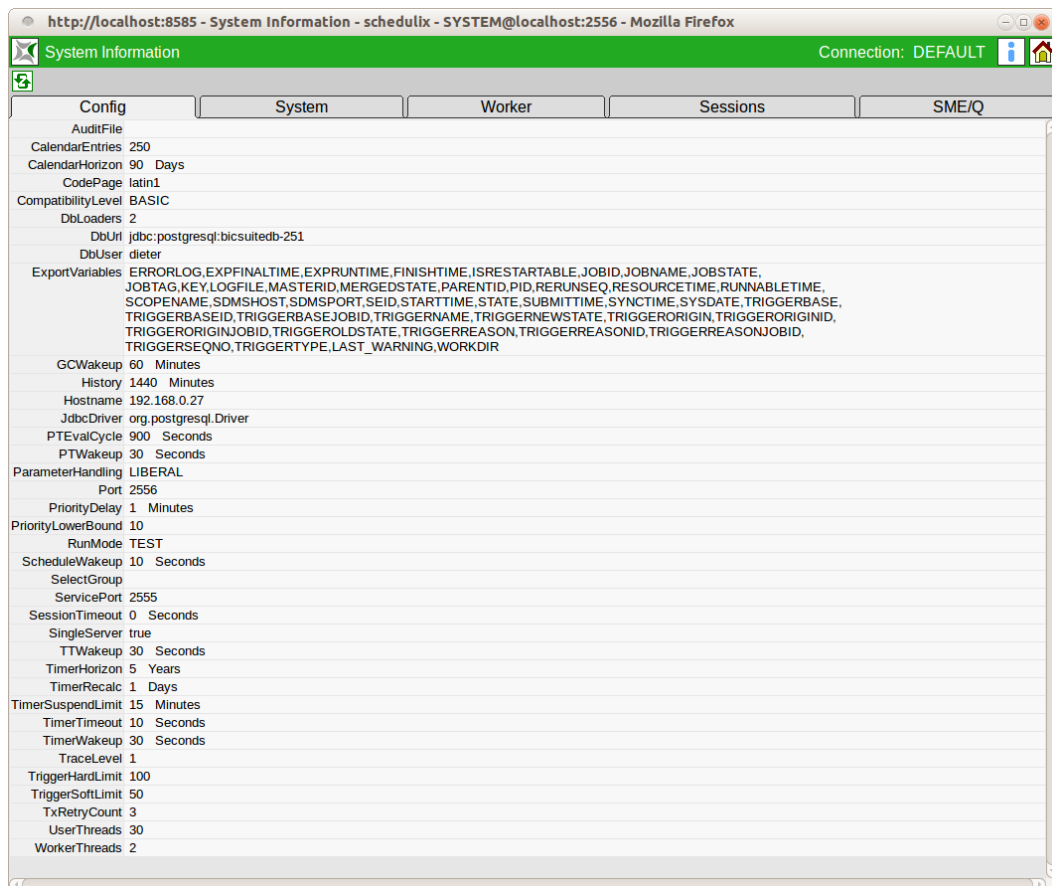 http://localhost:8585 - System Information - schedulix - SYSTEM@localhost:2556 - Mozilla Firefox
System Information Connection: DEFAULT
Config System Worker Sessions SME/Q
AuditFile
CalendarEntries 250
CalendarHorizon 90 Days
CodePage latin1
CompatibilityLevel BASIC
DbLoaders 2
DbUrl jdbc:postgresql:bicsuitedb-251
DbUser dieter
ExportVariables ERRORLOG,EXPFINALTIME,EXPRUNTIME,FINISHTIME,ISRESTARTABLE,JOBID,JOBNAME,JOBSTATE,
JOBTAG,KEY,LOGFILE,MASTERID,MERGEDSTATE,PARENTID,PID,RERUNSEQ,RESOURCETIME,RUNNABLETIME,
SCOPENAME,SDMSHOST,SDMSPORT,SEID,STARTTIME,STATE,SUBMITTIME,SYNCTIME,SYSDATE,TRIGGERBASE,
TRIGGERBASEID,TRIGGERBASEJOBID,TRIGGERNAME,TRIGGERNEWSTATE,TRIGGERORIGIN,TRIGGERORIGINID,
TRIGGERORIGINJOBID,TRIGGEROLDSTATE,TRIGGERREASON,TRIGGERREASONID,TRIGGERREASONJOBID,
TRIGGERSEQNO,TRIGGERTYPE,LAST_WARNING,WORKDIR
GCWakeup 60 Minutes
History 1440 Minutes
Hostname 192.168.0.27
JdbcDriver org.postgresql.Driver
PTEvalCycle 900 Seconds
PTWakeup 30 Seconds
ParameterHandling LIBERAL
Port 2556
PriorityDelay 1 Minutes
PriorityLowerBound 10
RunMode TEST
ScheduleWakeup 10 Seconds
SelectGroup
ServicePort 2555
SessionTimeout 0 Seconds
SingleServer true
TTWakeup 30 Seconds
TimerHorizon 5 Years
TimerRecalc 1 Days
TimerSuspendLimit 15 Minutes
TimerTimeout 10 Seconds
TimerWakeup 30 Seconds
TraceLevel 1
TriggerHardLimit 100
TriggerSoftLimit 50
TxRetryCount 3
UserThreads 30
WorkerThreads 2